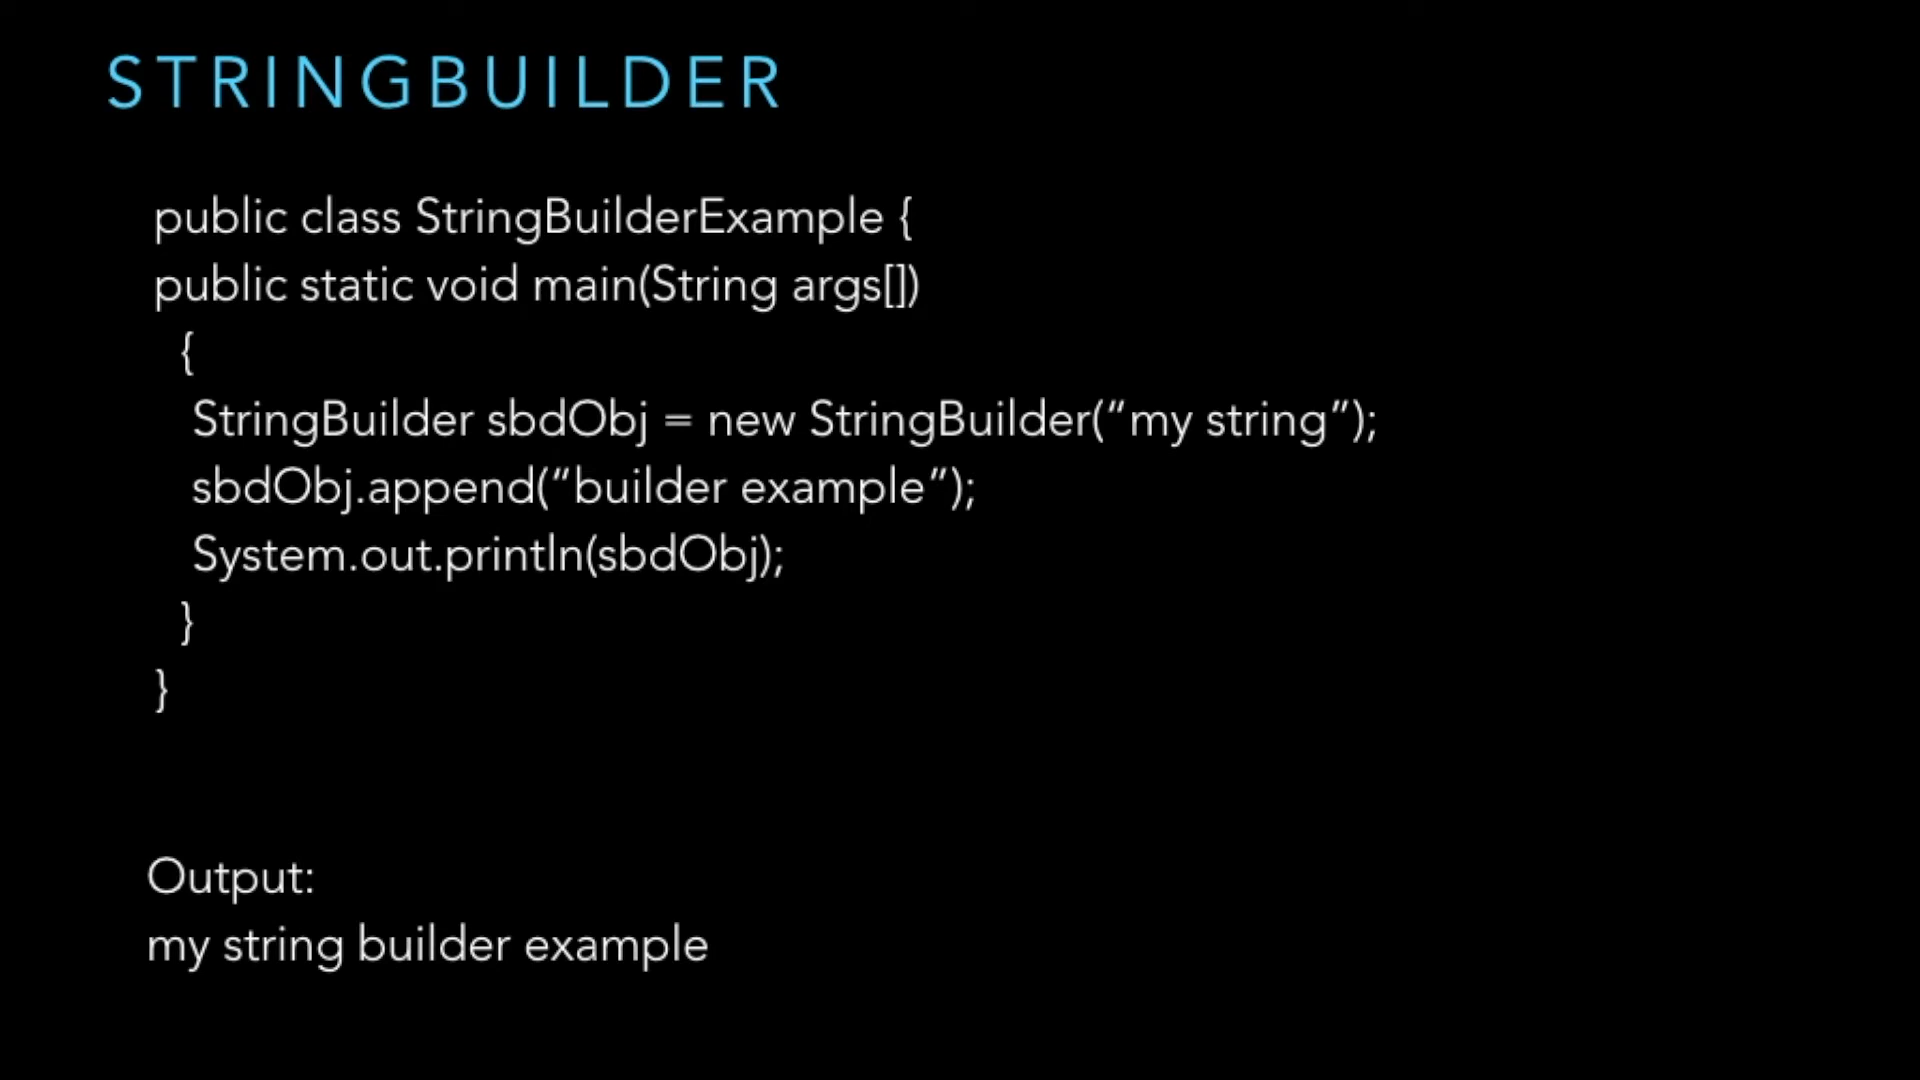 STRINGBUILDER
public class StringBuilderExample {
public static void main(String args[])
{
StringBuilder sbdObj = new StringBuilder(“my string”);
sbdObj.append(“builder example”);
System.out.println(sbdObj);
}
}
Output:
my string builder example